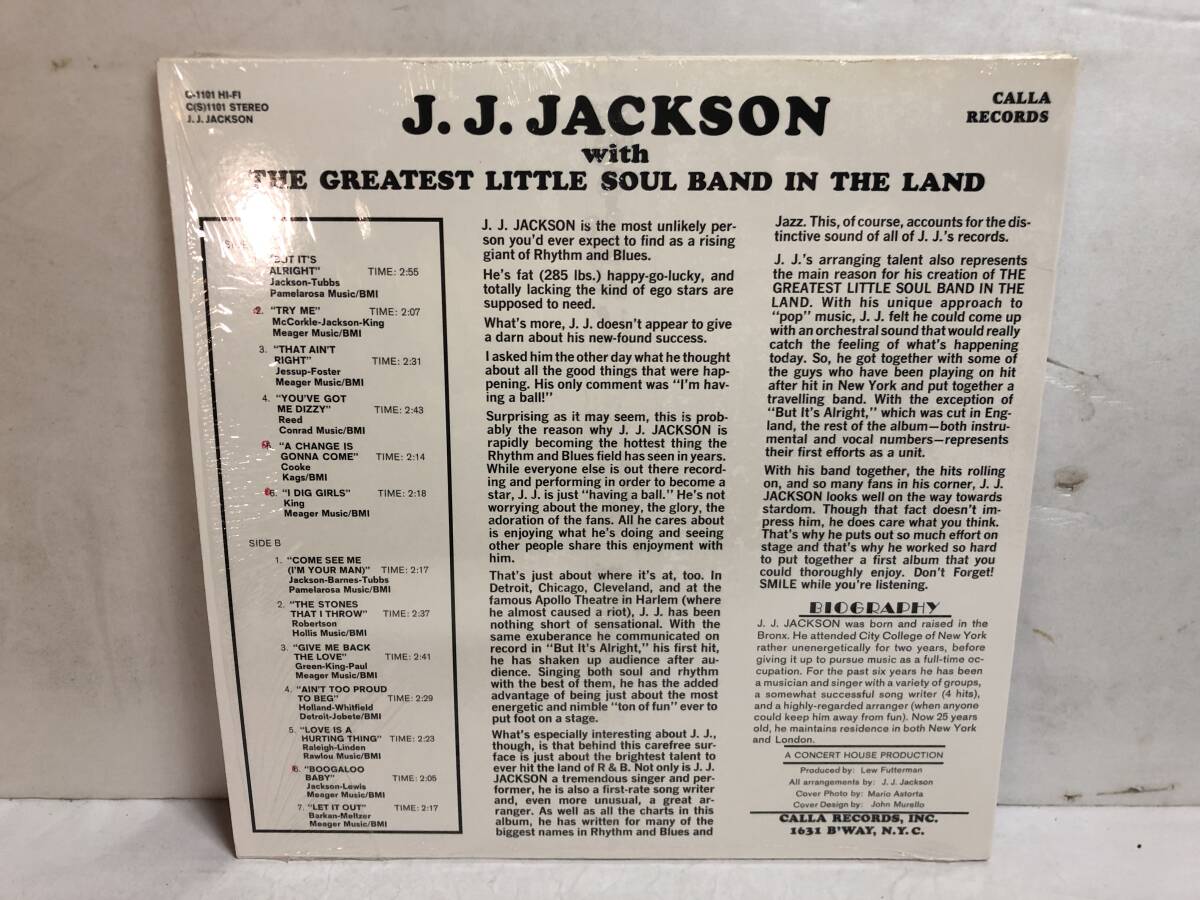 C-1101 HI-FI
C(S)1101 STEREO
J. J. JACKSON
J. J. JACKSON
with
THE GREATEST LITTLE SOUL BAND IN THE LAND
CALLA
RECORDS
"BUT IT'S
ALRIGHT" TIME: 2:55
Jackson-Tubbs
Pamelarosa Music/BMI
2. "TRY ME" TIME: 2:07
McCorkle-Jackson-King
Meager Music/BMI
3. "THAT AIN'T
RIGHT" TIME: 2:31
Jessup-Foster
Meager Music/BMI
4. "YOU'VE GOT
ME DIZZY" TIME: 2:43
Reed
Conrad Music/BMI
"A CHANGE IS
GONNA COME" TIME: 2:14
Cooke
Kags/BMI
6. "I DIG GIRLS" TIME: 2:18
King
Meager Music/BMI
SIDE B
1. "COME SEE ME
(I'M YOUR MAN)" TIME: 2:17
Jackson-Barnes-Tubbs
Pamelarosa Music/BMI
2. "THE STONES
THAT I THROW" TIME: 2:37
Robertson
Hollis Music/BMI
3. "GIVE ME BACK
THE LOVE" TIME: 2:41
Green-King-Paul
Meager Music/BMI
4. "AIN'T TOO PROUD
TO BEG" TIME: 2:29
Holland-Whitfield
Detroit-Jobete/BMI
5. "LOVE IS A
HURTING THING" TIME: 2:23
Raleigh-Linden
Rawlou Music/BMI
6. "BOOGALOO
BABY" TIME: 2:05
Jackson-Lewis
Meager Music/BMI
7. "LET IT OUT" TIME: 2:17
Barkan-Meltzer
Meager Music/BMI
J. J. JACKSON is the most unlikely per-
son you'd ever expect to find as a rising
giant of Rhythm and Blues.
He's fat (285 lbs.) happy-go-lucky, and
totally lacking the kind of ego stars are
supposed to need.
What's more, J. J. doesn't appear to give
a darn about his new-found success.
I asked him the other day what he thought
about all the good things that were hap-
pening. His only comment was "I'm hav-
ing a ball!"
Surprising as it may seem, this is prob-
ably the reason why J. J. JACKSON is
rapidly becoming the hottest thing the
Rhythm and Blues field has seen in years.
While everyone else is out there record-
ing and performing in order to become a
star, J. J. is just "having a ball." He's not
worrying about the money, the glory, the
adoration of the fans. All he cares about
is enjoying what he's doing and seeing
other people share this enjoyment with
him.
That's just about where it's at, too. In
Detroit, Chicago, Cleveland, and at the
famous Apollo Theatre in Harlem (where
he almost caused a riot), J. J. has been
nothing short of sensational. With the
same exuberance he communicated on
record in "But It's Alright," his first hit,
he has shaken up audience after au-
dience. Singing both soul and rhythm
with the best of them, he has the added
advantage of being just about the most
energetic and nimble "ton of fun" ever to
put foot on a stage.
What's especially interesting about J. J.,
though, is that behind this carefree sur-
face is just about the brightest talent to
ever hit the land of R & B. Not only is J. J.
JACKSON a tremendous singer and per-
former, he is also a first-rate song writer
and, even more unusual, a great ar-
ranger. As well as all the charts in this
album, he has written for many of the
biggest names in Rhythm and Blues and
Jazz. This, of course, accounts for the dis-
tinctive sound of all of J. J.'s records.
J. J.'s arranging talent also represents
the main reason for his creation of THE
GREATEST LITTLE SOUL BAND IN THE
LAND. With his unique approach to
"pop" music, J. J. felt he could come up
with an orchestral sound that would really
catch the feeling of what's happening
today. So, he got together with some of
the guys who have been playing on hit
after hit in New York and put together a
travelling band. With the exception of
"But It's Alright," which was cut in Eng-
land, the rest of the album—both instru-
mental and vocal numbers—represents
their first efforts as a unit.
With his band together, the hits rolling
on, and so many fans in his corner, J. J.
JACKSON looks well on the way towards
stardom. Though that fact doesn't im-
press him, he does care what you think.
That's why he puts out so much effort on
stage and that's why he worked so hard
to put together a first album that you
could thoroughly enjoy. Don't Forget!
SMILE while you're listening.
BIOGRAPHY
J. J. JACKSON was born and raised in the
Bronx. He attended City College of New York
rather unenergetically for two years, before
giving it up to pursue music as a full-time oc-
cupation. For the past six years he has been
a musician and singer with a variety of groups,
a somewhat successful song writer (4 hits),
and a highly-regarded arranger (when anyone
could keep him away from fun). Now 25 years
old, he maintains residence in both New York
and London.
A CONCERT HOUSE PRODUCTION
Produced by: Lew Futterman
All arrangements by: J. J. Jackson
Cover Photo by: Mario Astorta
Cover Design by: John Murello
CALLA RECORDS, INC.
1631 B'WAY, N.Y.C.